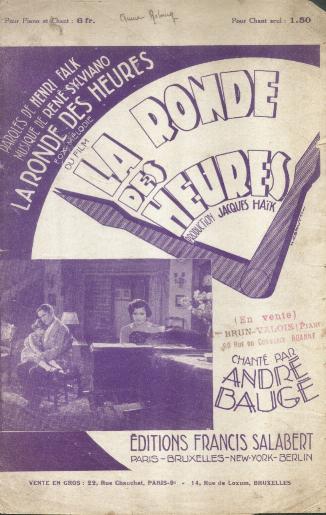 Pour Piano et Chant : 6 fr.
Pour Chant seul : 1.50
PAROLES DE HENRI FALK
MUSIQUE DE RENÉ SYLVIANO
LA RONDE DES HEURES
FOX MÉLODIE
DU FILM
LA RONDE
DES
HEURES
PRODUCTION JACQUES HAÏK
(En vente)
BRUN-VALOIS (PIANO
CHANTÉ PAR
ANDRÉ
BAUGÉ
ÉDITIONS FRANCIS SALABERT
PARIS-BRUXELLES-NEW-YORK-BERLIN
VENTE EN GROS : 22, Rue Chauchat, PARIS-9e - 14, Rue de Loxum, BRUXELLES